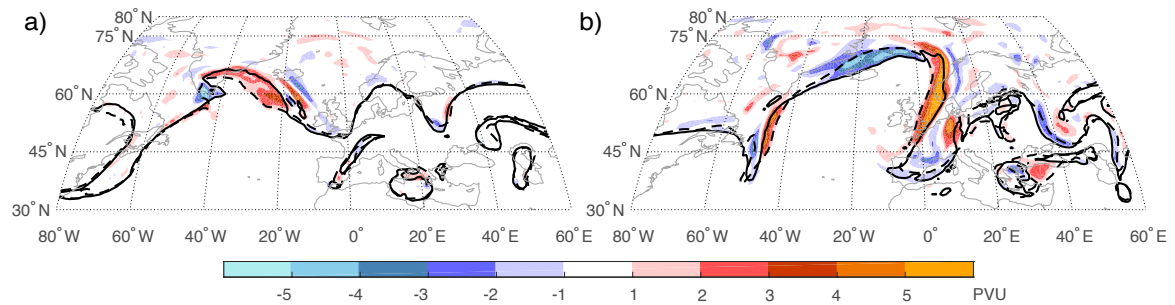 a) 80°N b) 80°N
75°N 75°N
60°N 60°N
45°N 45°N
30°N 30°N
80°W 60°W 40°W 20°W 0°E 20°E 40°E 60°E 80°W 60°W 40°W 20°W 0°E 20°E 40°E 60°E
-5 -4 -3 -2 -1 1 2 3 4 5 PVU